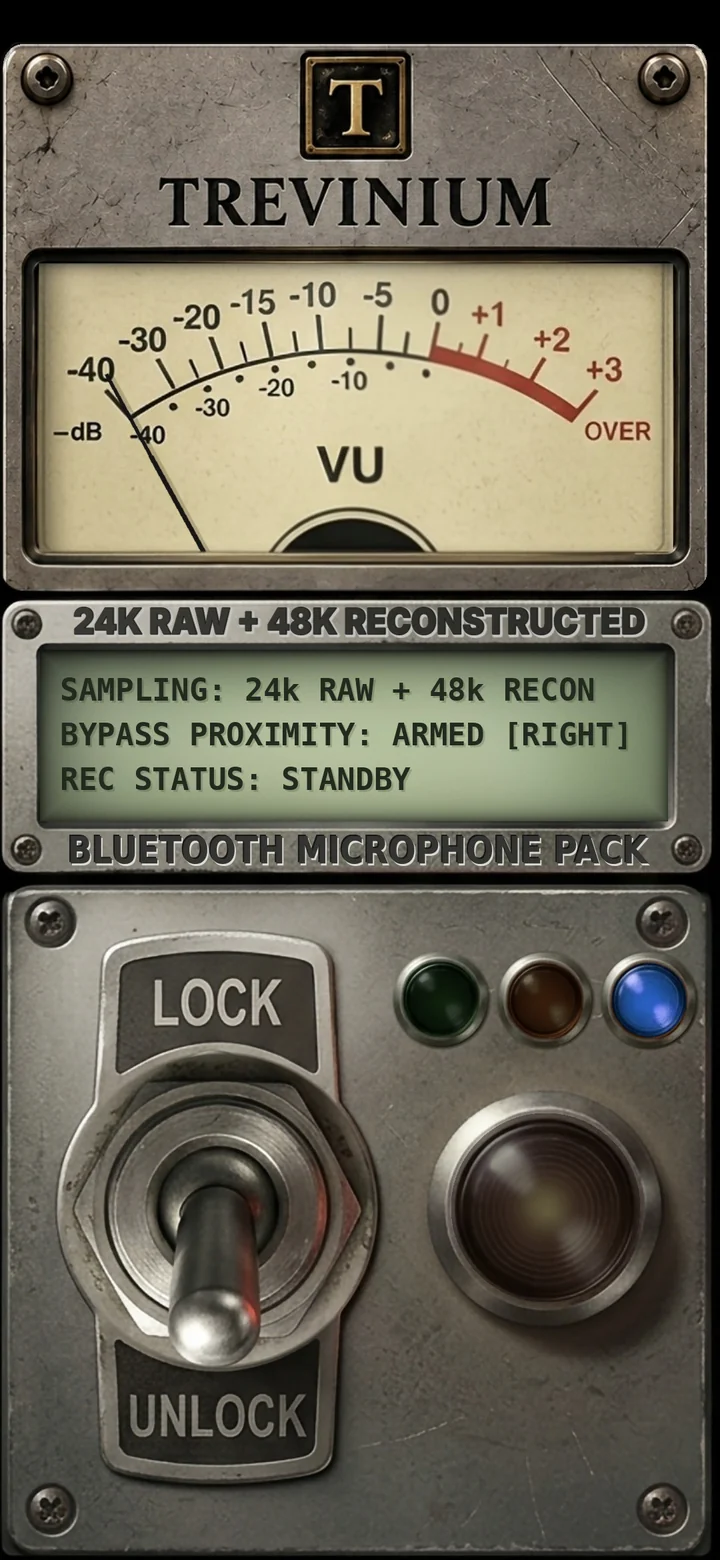 T
TREVINIUM
-40 -30 -20 -15 -10 -5 0 +1 +2 +3
-40 -30 -20 -10
–dB
OVER
VU
24K RAW + 48K RECONSTRUCTED
SAMPLING: 24k RAW + 48k RECON
BYPASS PROXIMITY: ARMED [RIGHT]
REC STATUS: STANDBY
BLUETOOTH MICROPHONE PACK
LOCK
UNLOCK